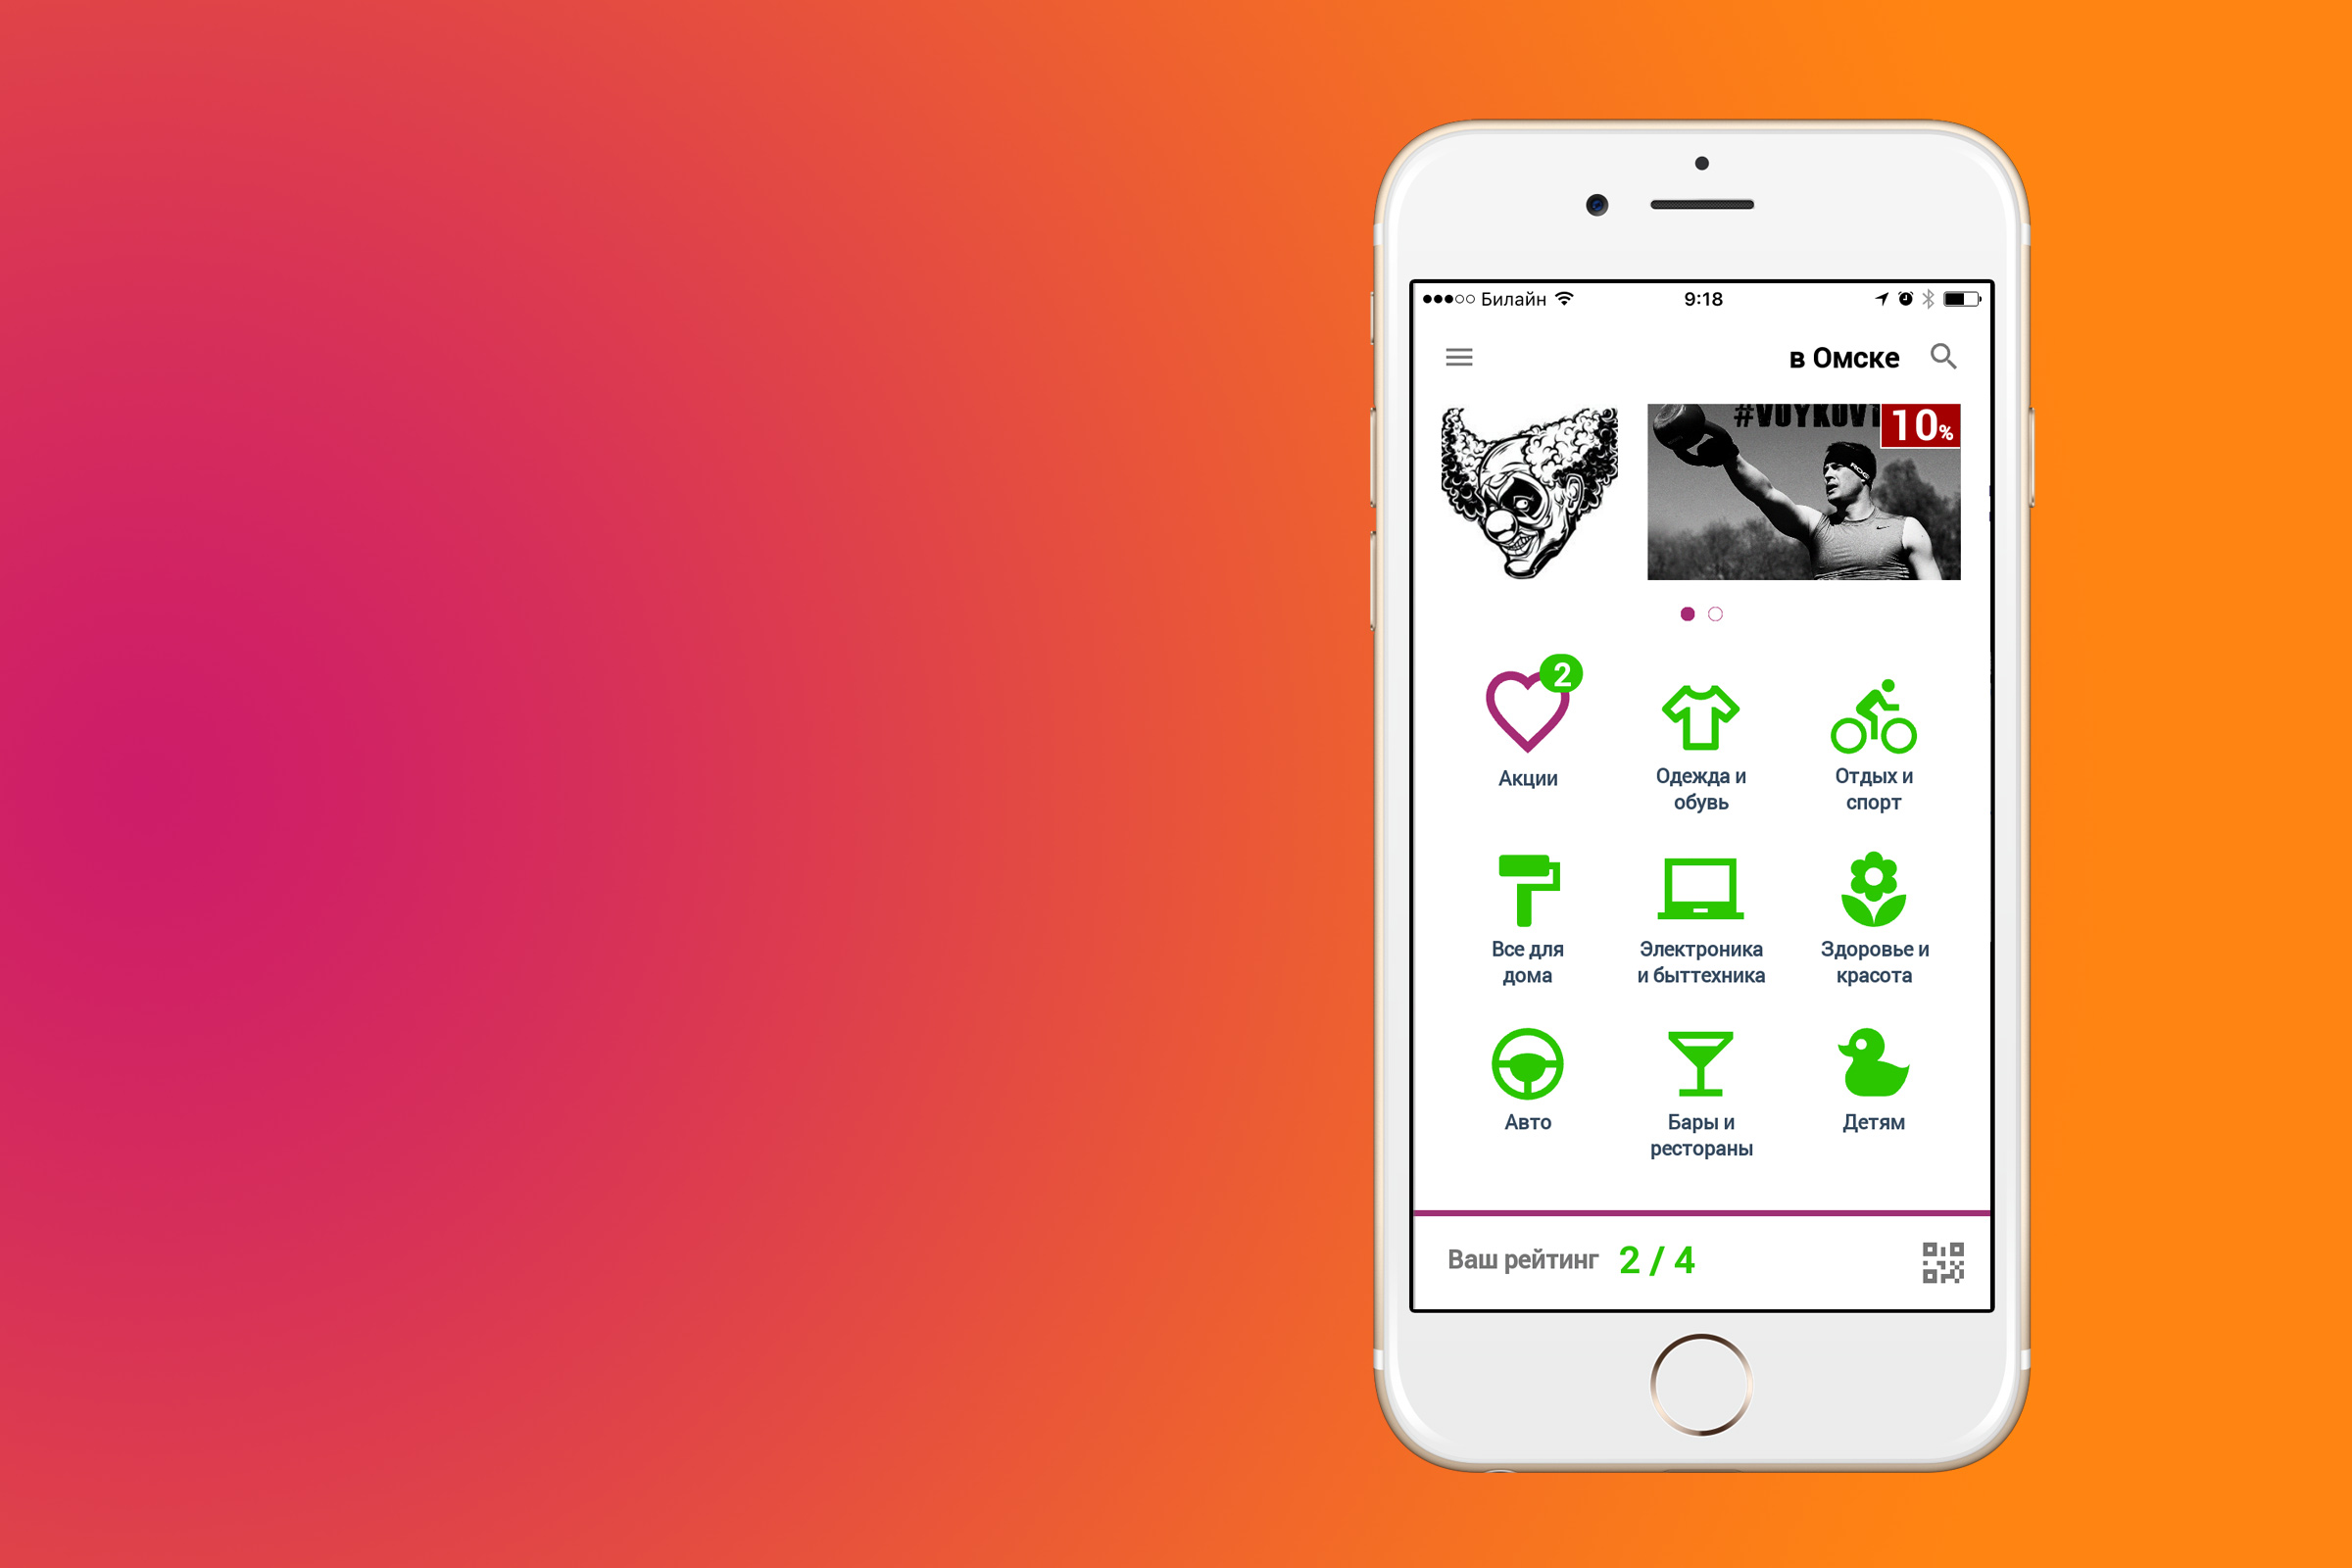 Билайн 9:18
в Омске
#VOYKOVT
10%
2
Акции
Одежда и
обувь
Отдых и
спорт
Все для
дома
Электроника
и быттехника
Здоровье и
красота
Авто
Бары и
рестораны
Детям
Ваш рейтинг 2 / 4